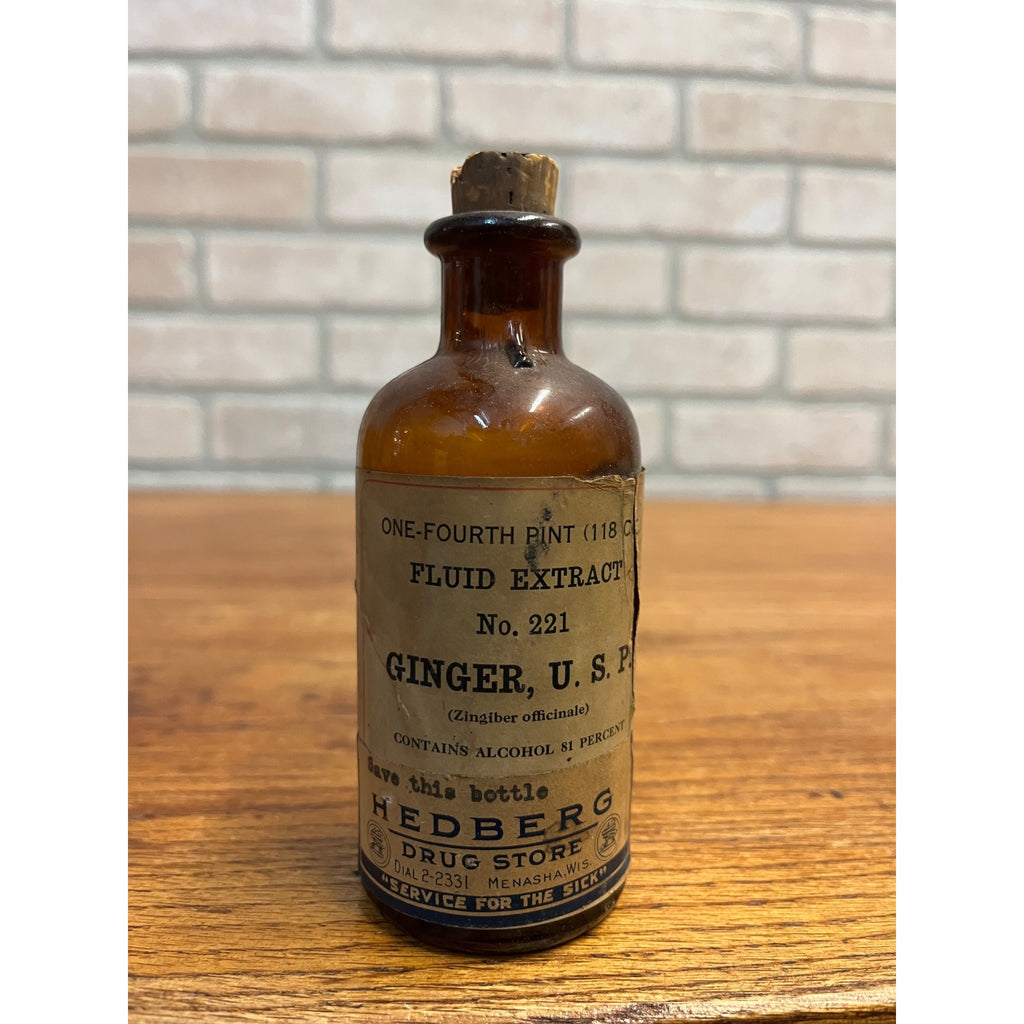 ONE-FOURTH PINT (118 CC
FLUID EXTRACT
No. 221
GINGER, U. S. P.
(Zingiber officinale)
CONTAINS ALCOHOL 81 PERCENT
Save this bottle
HEDBERG
DRUG STORE
DIAL 2-2331 MENASHA, WIS.
"SERVICE FOR THE SICK"